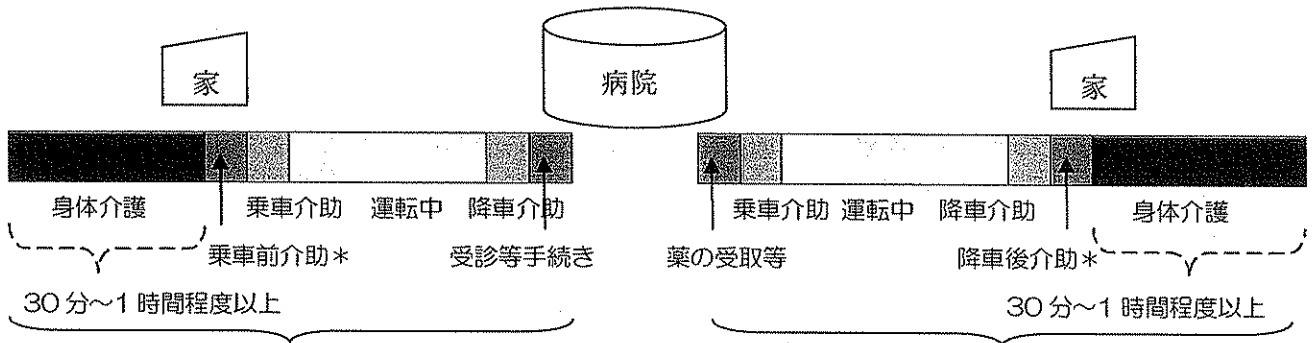 家 病院 家
身体介護 乗車介助 運転中 降車介助 乗車介助 運転中 降車介助 身体介護
乗車前介助＊ 受診等手続き 薬の受取等 降車後介助＊
30分～1時間程度以上 30分～1時間程度以上